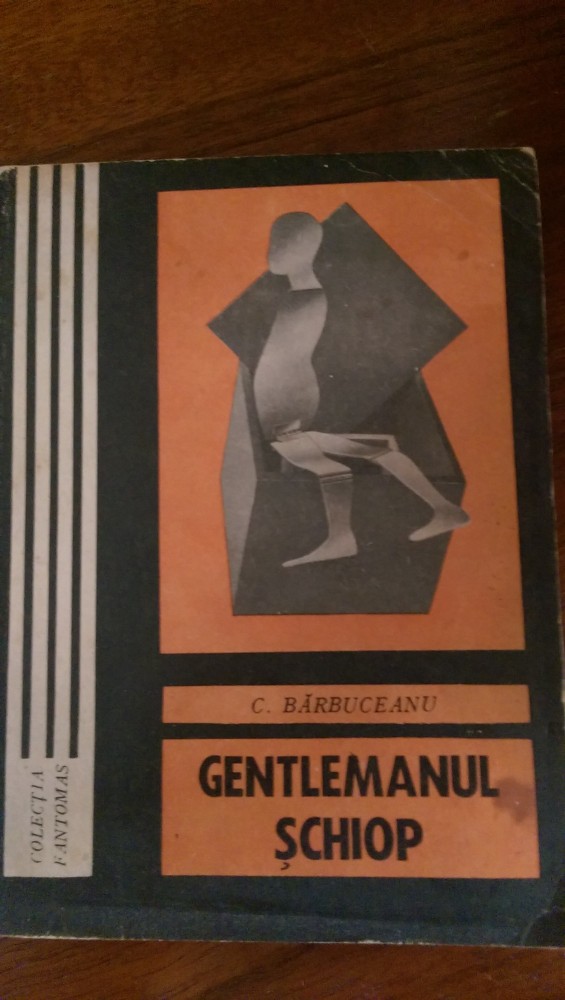 C. BĂRBUCEANU
GENTLEMANUL
ȘCHIOP
COLECȚIA
FANTOMAS